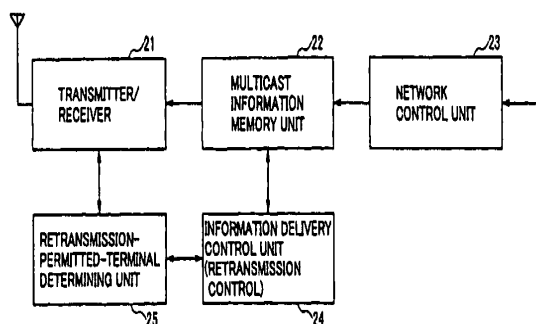 21
22
23
TRANSMITTER/
RECEIVER
MULTICAST
INFORMATION
MEMORY UNIT
NETWORK
CONTROL UNIT
RETRANSMISSION-
PERMITTED-TERMINAL
DETERMINING UNIT
INFORMATION DELIVERY
CONTROL UNIT
(RETRANSMISSION
CONTROL)
25
24